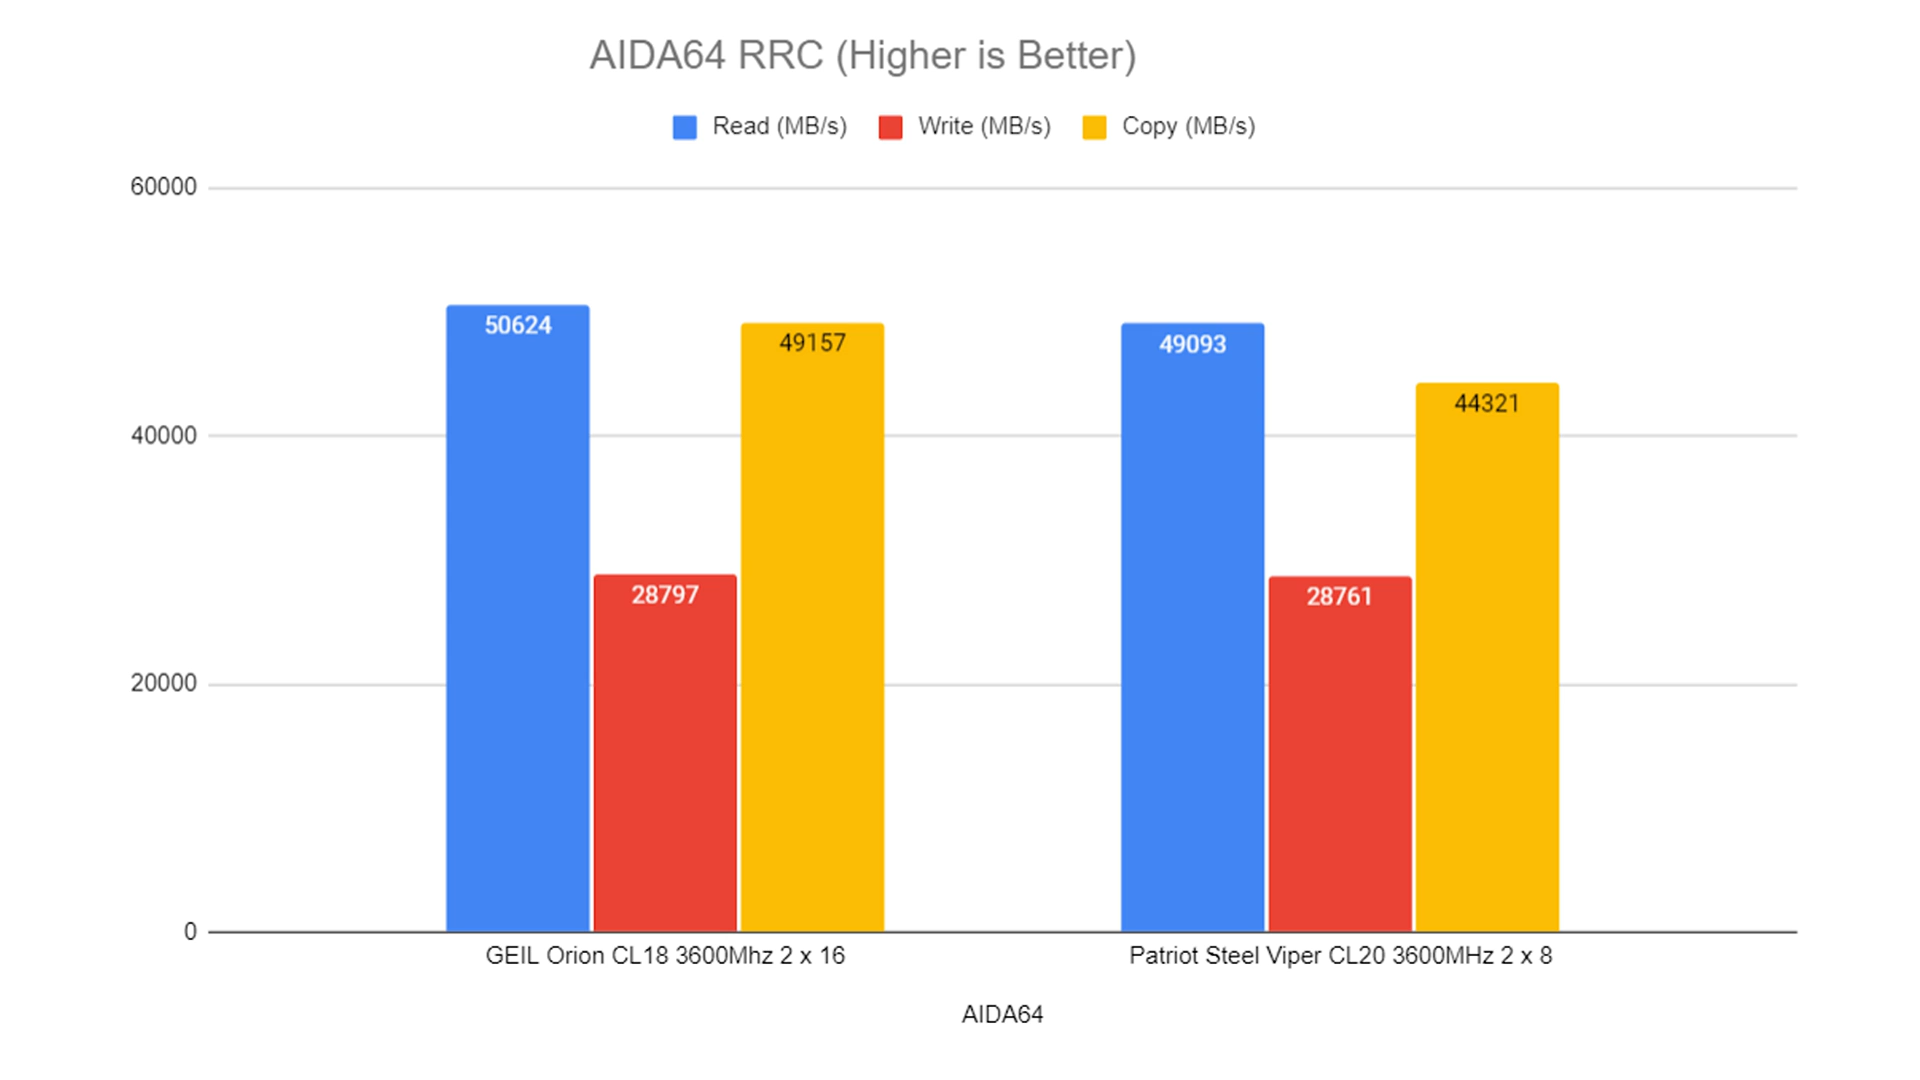 AIDA64 RRC (Higher is Better)
Read (MB/s) Write (MB/s) Copy (MB/s)
60000
40000
20000
0
50624
28797
49157
49093
28761
44321
GEIL Orion CL18 3600Mhz 2 x 16
Patriot Steel Viper CL20 3600MHz 2 x 8
AIDA64